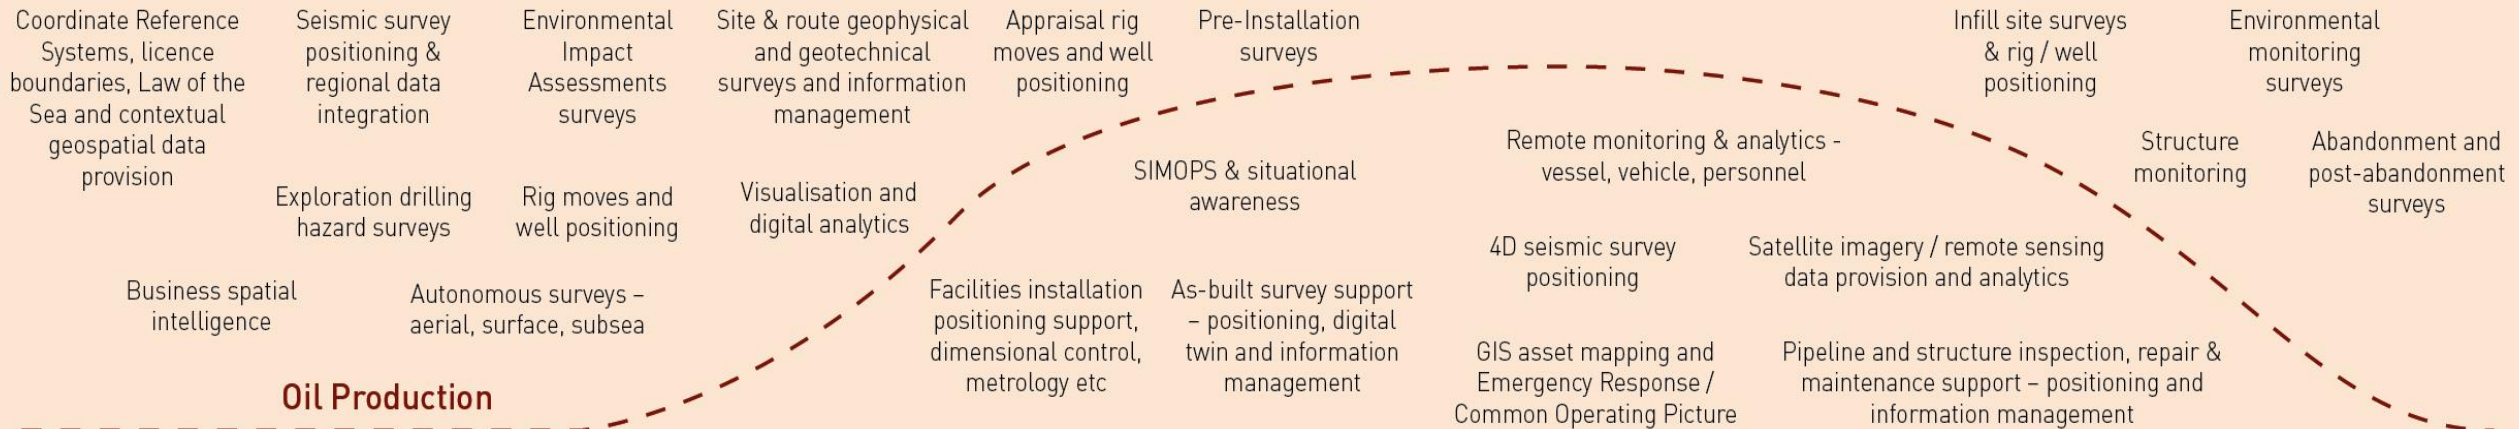 Coordinate Reference
Systems, licence
boundaries, Law of the
Sea and contextual
geospatial data
provision
Seismic survey
positioning &
regional data
integration
Environmental
Impact
Assessments
surveys
Site & route geophysical
and geotechnical
surveys and information
management
Appraisal rig
moves and well
positioning
Pre-Installation
surveys
Infill site surveys
& rig / well
positioning
Environmental
monitoring
surveys
Exploration drilling
hazard surveys
Rig moves and
well positioning
Visualisation and
digital analytics
SIMOPS & situational
awareness
Remote monitoring & analytics -
vessel, vehicle, personnel
Structure
monitoring
Abandonment and
post-abandonment
surveys
Business spatial
intelligence
Autonomous surveys –
aerial, surface, subsea
Facilities installation
positioning support,
dimensional control,
metrology etc
As-built survey support
– positioning, digital
twin and information
management
4D seismic survey
positioning
Satellite imagery / remote sensing
data provision and analytics
GIS asset mapping and
Emergency Response /
Common Operating Picture
Pipeline and structure inspection, repair &
maintenance support – positioning and
information management
Oil Production